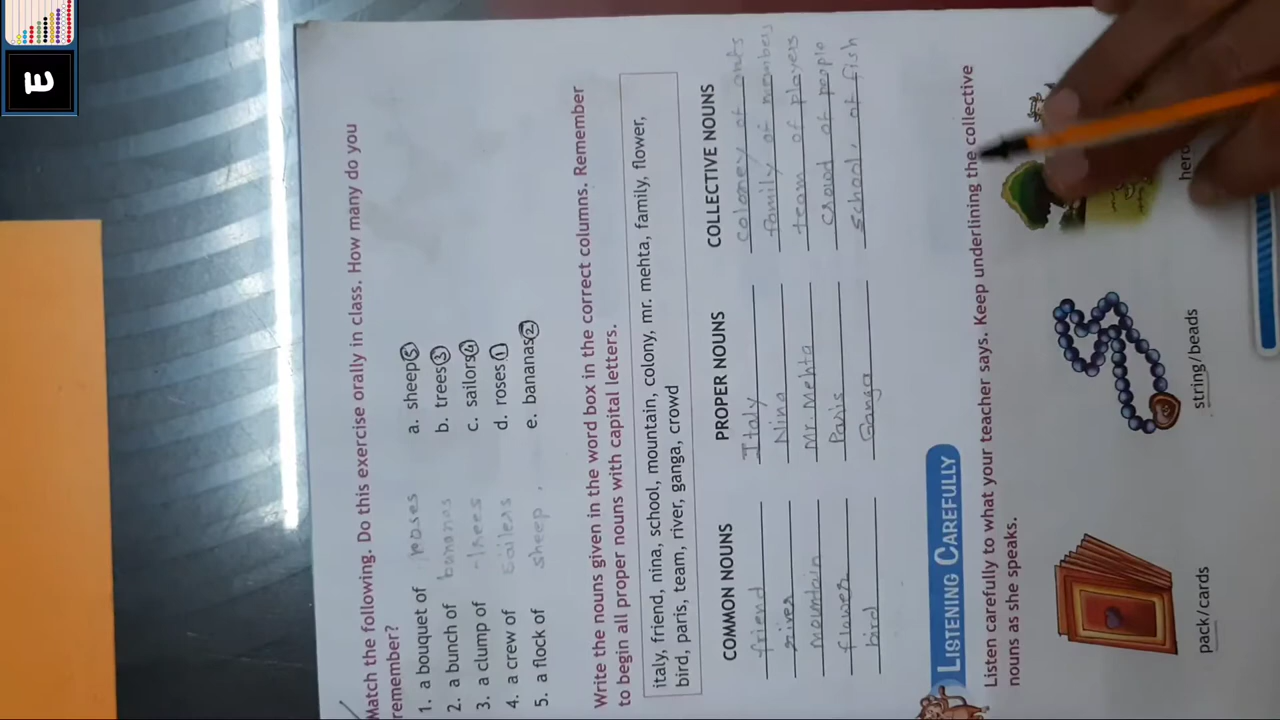 a
Match the following. Do this exercise orally in class. How many do you
remember?
1. a bouquet of roses a. sheep ⑤
2. a bunch of bananas b. trees ③
3. a clump of trees c. sailors ④
4. a crew of sailers d. roses ①
5. a flock of sheep. e. bananas ②
Write the nouns given in the word box in the correct columns. Remember
to begin all proper nouns with capital letters.
italy, friend, nina, school, mountain, colony, mr. mehta, family, flower,
bird, paris, team, river, ganga, crowd
COMMON NOUNS PROPER NOUNS COLLECTIVE NOUNS
friend Italy coloney of ants
river Nina family of members
mountain Mr. Mehta team of players
flower Paris crowd of people
bird Ganga school of fish
LISTENING CAREFULLY
Listen carefully to what your teacher says. Keep underlining the collective
nouns as she speaks.
pack/cards string/beads her